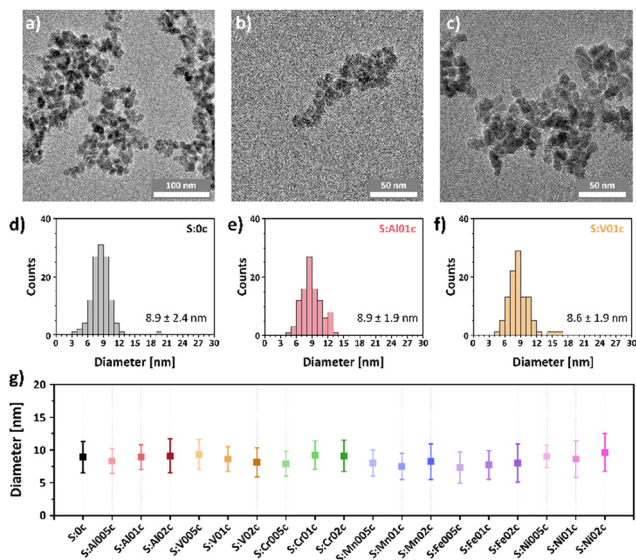 a)
100 nm
b)
50 nm
c)
50 nm
d)
S:0c
Counts
40
20
0
8.9 ± 2.4 nm
0 3 6 9 12 15 18 21 24 27 30
Diameter [nm]
e)
S:Al01c
Counts
40
20
0
8.9 ± 1.9 nm
0 3 6 9 12 15 18 21 24 27 30
Diameter [nm]
f)
S:V01c
Counts
40
20
0
8.6 ± 1.9 nm
0 3 6 9 12 15 18 21 24 27 30
Diameter [nm]
g)
Diameter [nm]
20
15
10
5
0
S:0c
S:Al005c
S:Al01c
S:Al02c
S:V005c
S:V01c
S:V02c
S:Cr005c
S:Cr01c
S:Cr02c
S:Mn005c
S:Mn01c
S:Mn02c
S:Fe005c
S:Fe01c
S:Fe02c
S:Ni005c
S:Ni01c
S:Ni02c